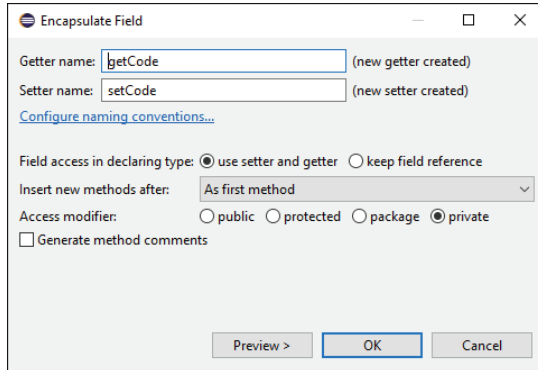 Encapsulate Field
Getter name: getCode (new getter created)
Setter name: setCode (new setter created)
Configure naming conventions...
Field access in declaring type: use setter and getter keep field reference
Insert new methods after: As first method
Access modifier: public protected package private
Generate method comments
Preview > OK Cancel